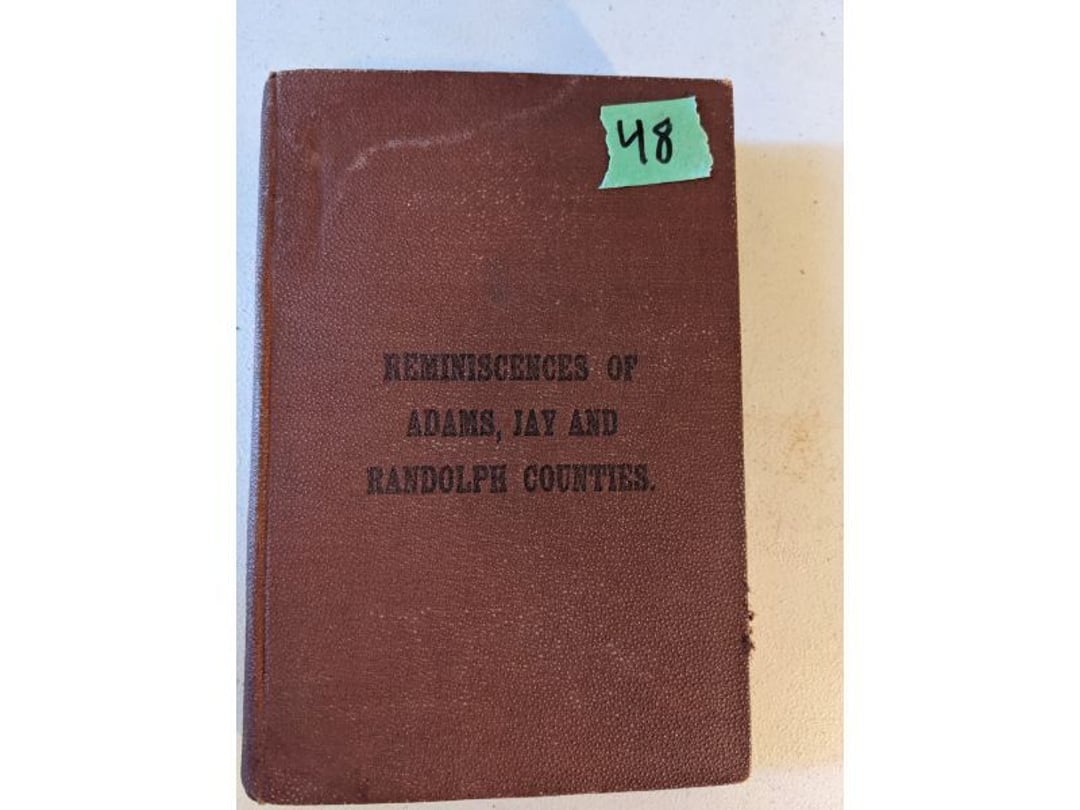 48
REMINISCENCES OF
ADAMS, JAY AND
RANDOLPH COUNTIES.